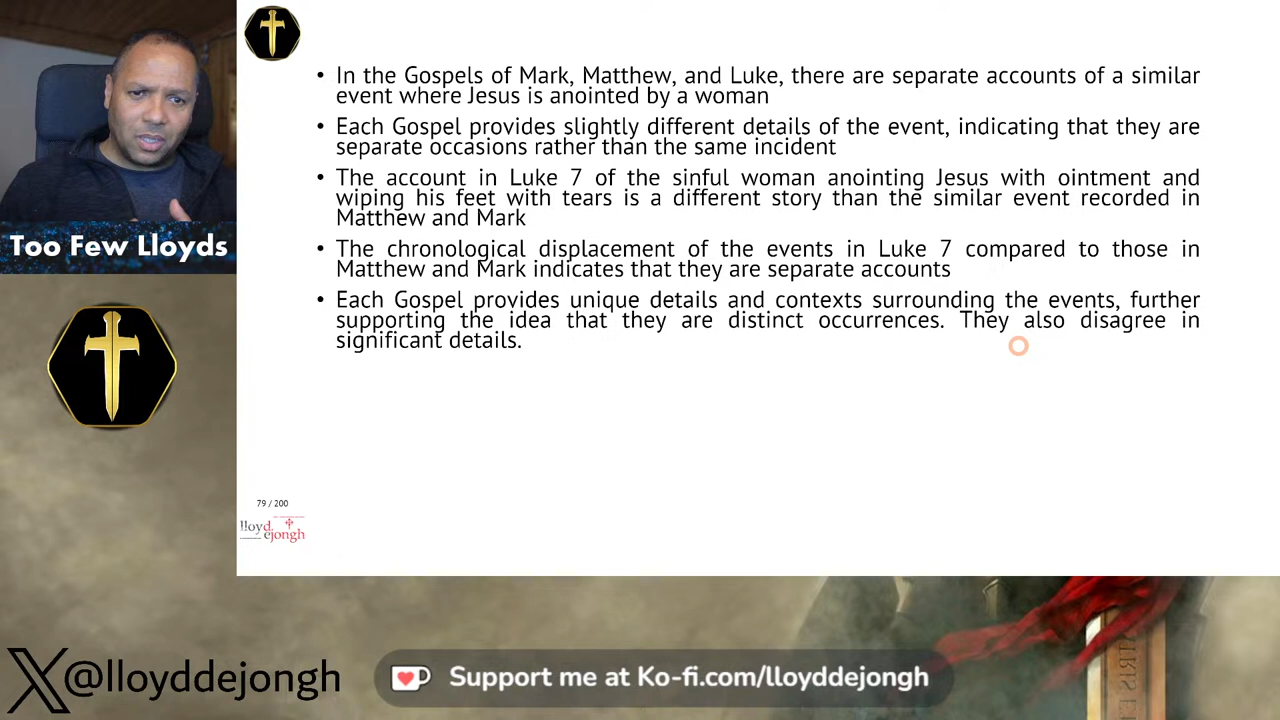 • In the Gospels of Mark, Matthew, and Luke, there are separate accounts of a similar
event where Jesus is anointed by a woman
• Each Gospel provides slightly different details of the event, indicating that they are
separate occasions rather than the same incident
• The account in Luke 7 of the sinful woman anointing Jesus with ointment and
wiping his feet with tears is a different story than the similar event recorded in
Matthew and Mark
• The chronological displacement of the events in Luke 7 compared to those in
Matthew and Mark indicates that they are separate accounts
• Each Gospel provides unique details and contexts surrounding the events, further
supporting the idea that they are distinct occurrences. They also disagree in
significant details.
Too Few Lloyds
79 / 200
lloyd.
ejongh
X@lloyddejongh
Support me at Ko-fi.com/lloyddejongh